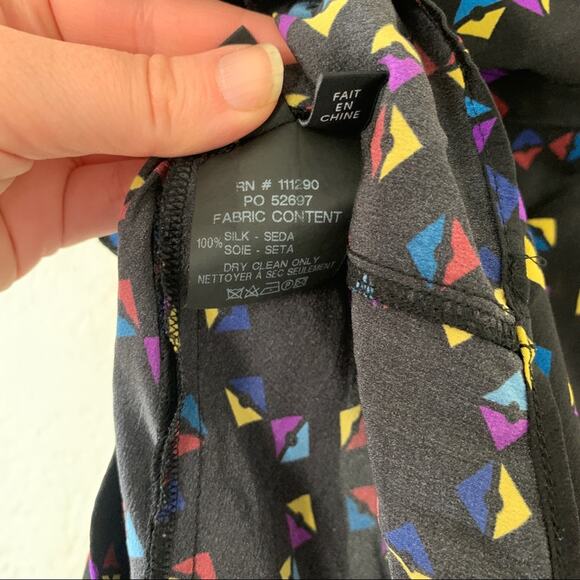 FAIT
EN
CHINE
RN # 111290
PO 52697
FABRIC CONTENT
100% SILK - SEDA
SOIE - SETA
DRY CLEAN ONLY
NETTOYER A SEC SEULEMENT